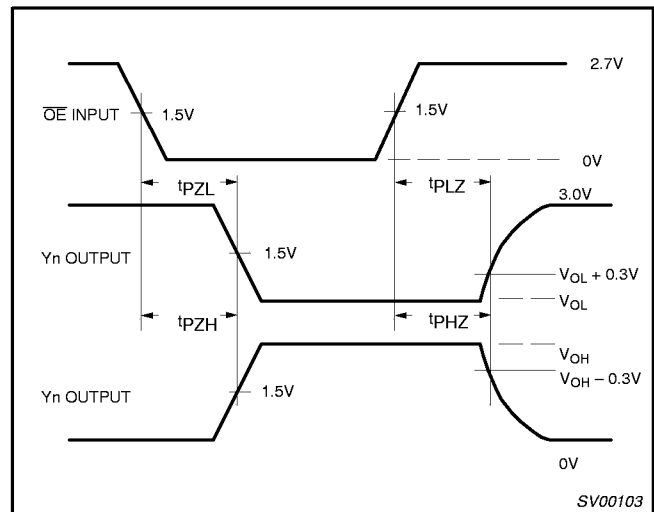 2.7V
O̅E̅ INPUT
1.5V
1.5V
0V
tPZL
tPLZ
3.0V
Yn OUTPUT
1.5V
VOL + 0.3V
VOL
tPZH
tPHZ
VOH
VOH – 0.3V
Yn OUTPUT
1.5V
0V
SV00103